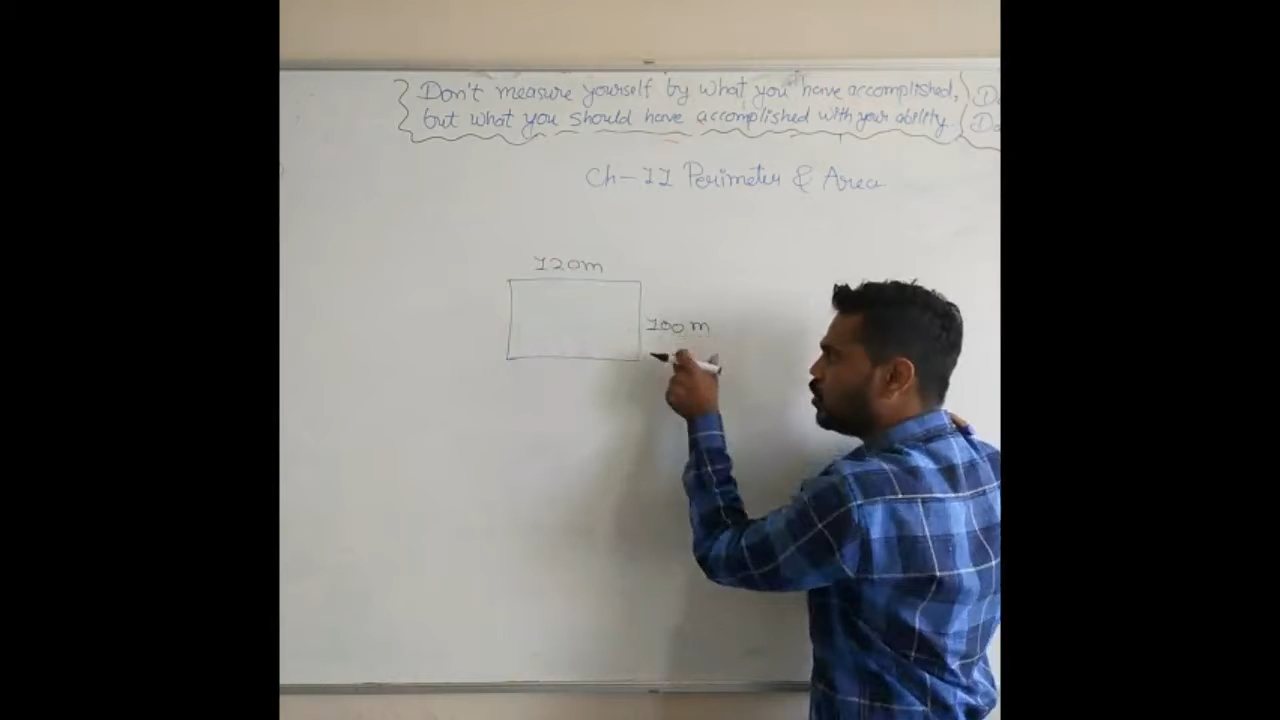 Don't measure yourself by what you have accomplished,
but what you should have accomplished with your ability.
Ch-11 Perimeter & Area
120m
100 m